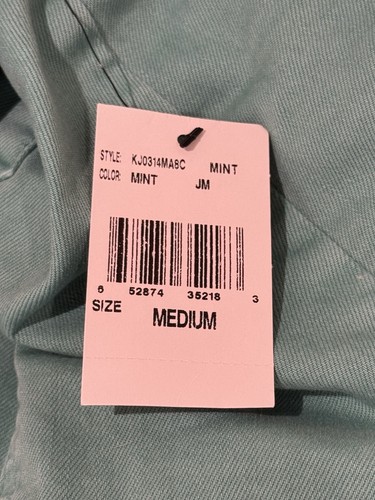 STYLE: KJ0314MA8C MINT
COLOR: MINT JM
6 52874 35218 3
SIZE MEDIUM